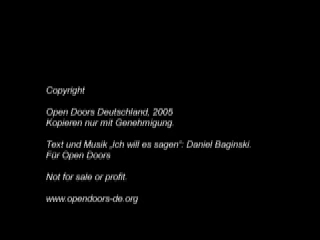 Copyright
Open Doors Deutschland, 2005
Kopieren nur mit Genehmigung.
Text und Musik „Ich will es sagen“: Daniel Baginski.
Für Open Doors
Not for sale or profit.
www.opendoors-de.org